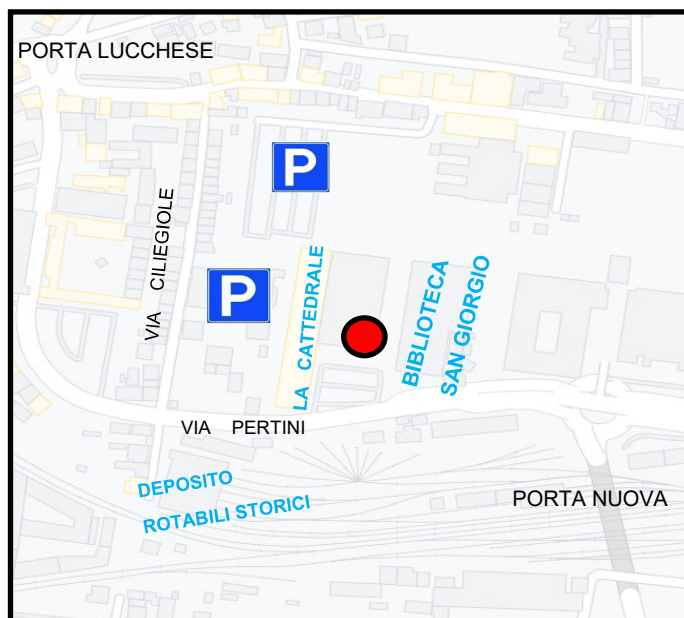 PORTA LUCCHESE
P
VIA CILIEGIOLE
P
LA CATTEDRALE
BIBLIOTECA
SAN GIORGIO
VIA PERTINI
DEPOSITO
ROTABILI STORICI
PORTA NUOVA